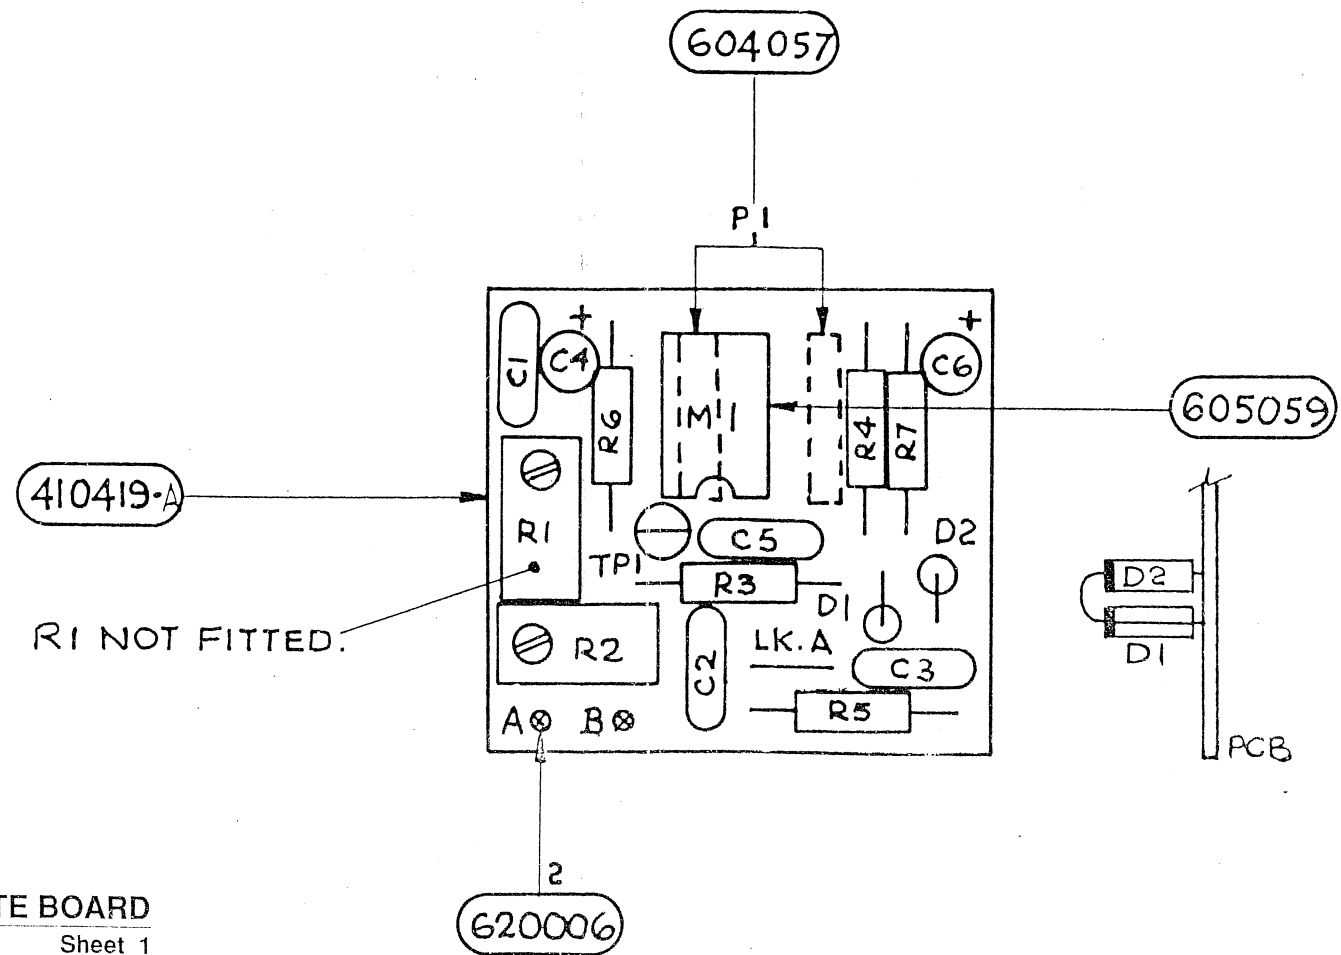 604057
P.1
+
+
C1
C4
R6
M1
R4
R7
C6
605059
410419-A
R1
TP1
C5
D2
R3
D1
D2
D1
R1 NOT FITTED.
R2
C2
LK.A
C3
R5
A
B
PCB
2
620006
TE BOARD
Sheet 1